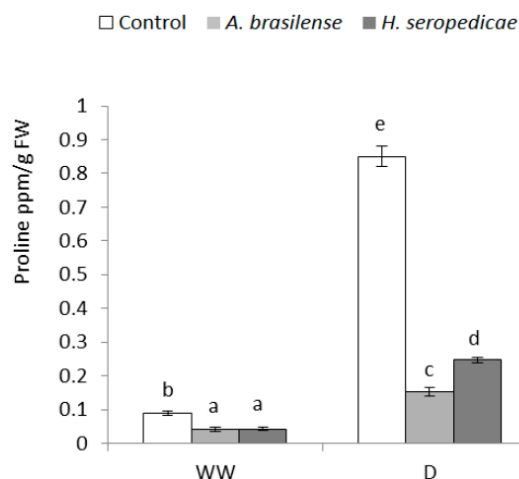 Control A. brasilense H. seropedicae
Proline ppm/g FW
1
0.9
0.8
0.7
0.6
0.5
0.4
0.3
0.2
0.1
0
b
a
a
e
c
d
WW D